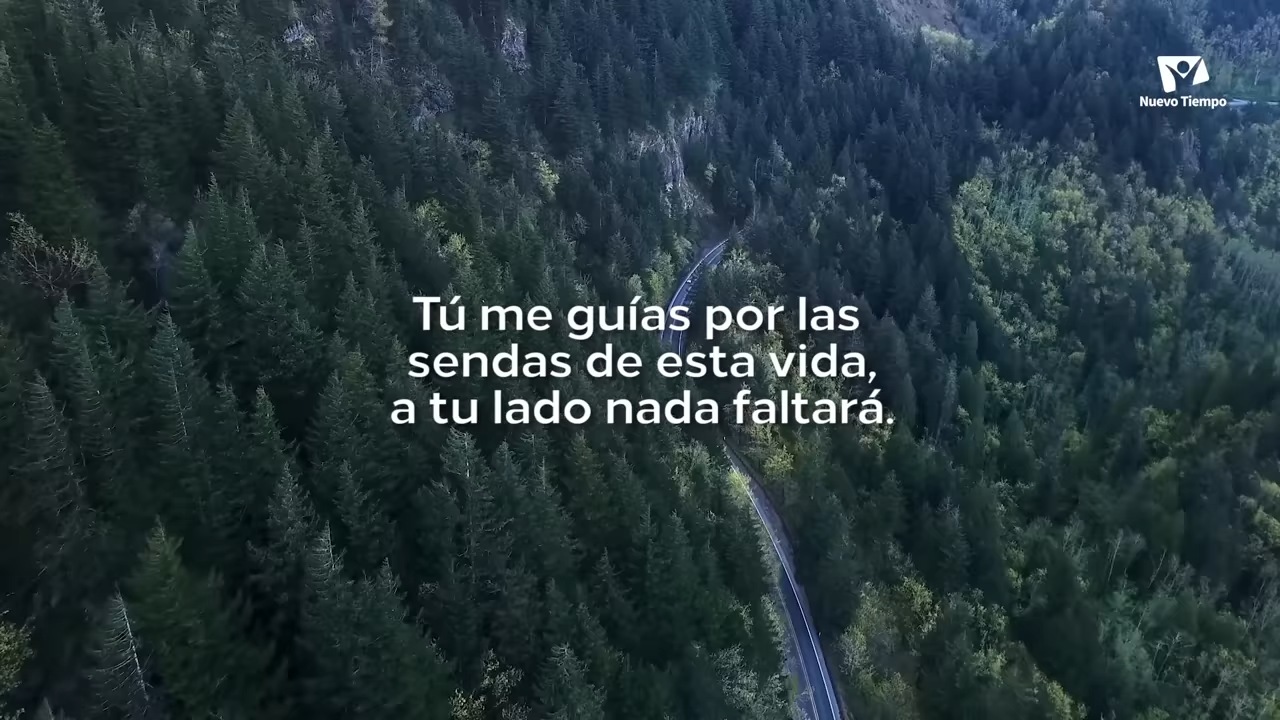 Nuevo Tiempo
Tú me guías por las
sendas de esta vida,
a tu lado nada faltará.